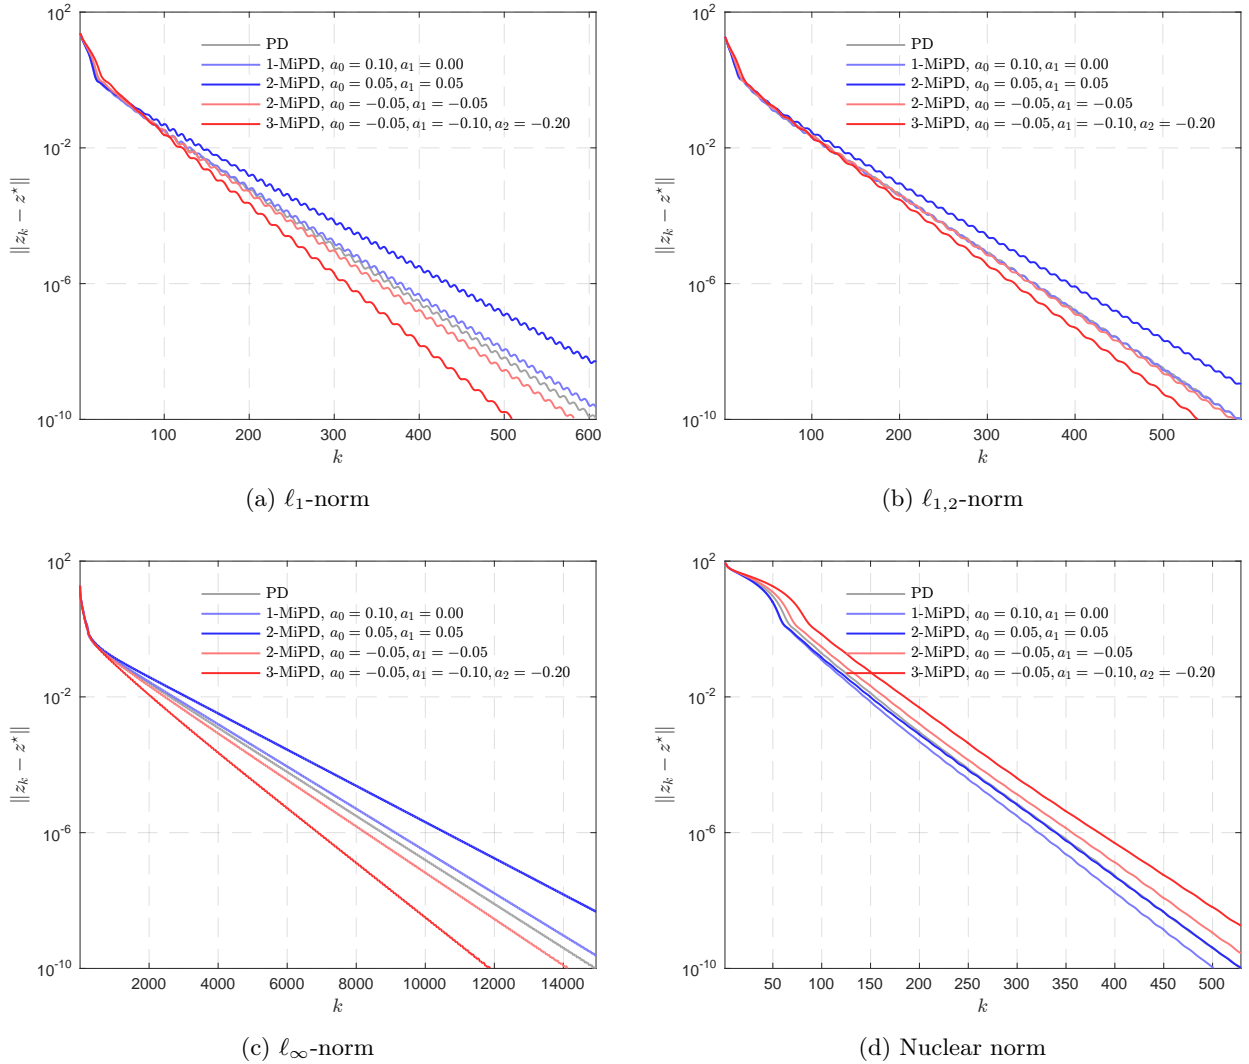 10^2
10^{-2}
10^{-6}
10^{-10}
‖z_k − z^⋆‖
PD
1-MiPD, a_0 = 0.10, a_1 = 0.00
2-MiPD, a_0 = 0.05, a_1 = 0.05
2-MiPD, a_0 = −0.05, a_1 = −0.05
3-MiPD, a_0 = −0.05, a_1 = −0.10, a_2 = −0.20
100 200 300 400 500 600
k
(a) ℓ_1-norm
10^2
10^{-2}
10^{-6}
10^{-10}
‖z_k − z^⋆‖
PD
1-MiPD, a_0 = 0.10, a_1 = 0.00
2-MiPD, a_0 = 0.05, a_1 = 0.05
2-MiPD, a_0 = −0.05, a_1 = −0.05
3-MiPD, a_0 = −0.05, a_1 = −0.10, a_2 = −0.20
100 200 300 400 500
k
(b) ℓ_{1,2}-norm
10^2
10^{-2}
10^{-6}
10^{-10}
‖z_k − z^⋆‖
PD
1-MiPD, a_0 = 0.10, a_1 = 0.00
2-MiPD, a_0 = 0.05, a_1 = 0.05
2-MiPD, a_0 = −0.05, a_1 = −0.05
3-MiPD, a_0 = −0.05, a_1 = −0.10, a_2 = −0.20
2000 4000 6000 8000 10000 12000 14000
k
(c) ℓ_∞-norm
10^2
10^{-2}
10^{-6}
10^{-10}
‖z_k − z^⋆‖
PD
1-MiPD, a_0 = 0.10, a_1 = 0.00
2-MiPD, a_0 = 0.05, a_1 = 0.05
2-MiPD, a_0 = −0.05, a_1 = −0.05
3-MiPD, a_0 = −0.05, a_1 = −0.10, a_2 = −0.20
50 100 150 200 250 300 350 400 450 500
k
(d) Nuclear norm